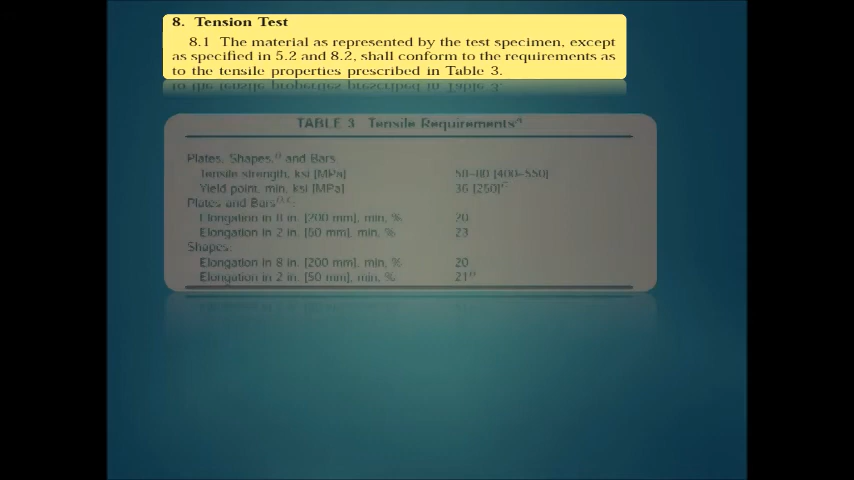 8. Tension Test
8.1 The material as represented by the test specimen, except
as specified in 5.2 and 8.2, shall conform to the requirements as
to the tensile properties prescribed in Table 3.
TABLE 3 Tensile Requirements
Plates, Shapes, and Bars
Tensile strength, ksi [MPa] 58–80 [400–550]
Yield point, min, ksi [MPa] 36 [250]
Plates and Bars
Elongation in 8 in. [200 mm], min, % 20
Elongation in 2 in. [50 mm], min, % 23
Shapes:
Elongation in 8 in. [200 mm], min, % 20
Elongation in 2 in. [50 mm], min, % 21